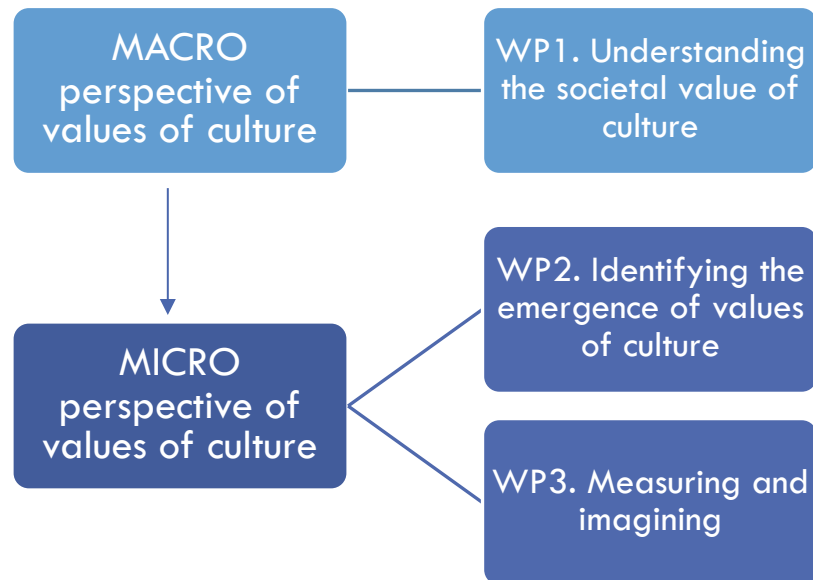 MACRO
perspective of
values of culture
WP1. Understanding
the societal value of
culture
MICRO
perspective of
values of culture
WP2. Identifying the
emergence of values
of culture
WP3. Measuring and
imagining